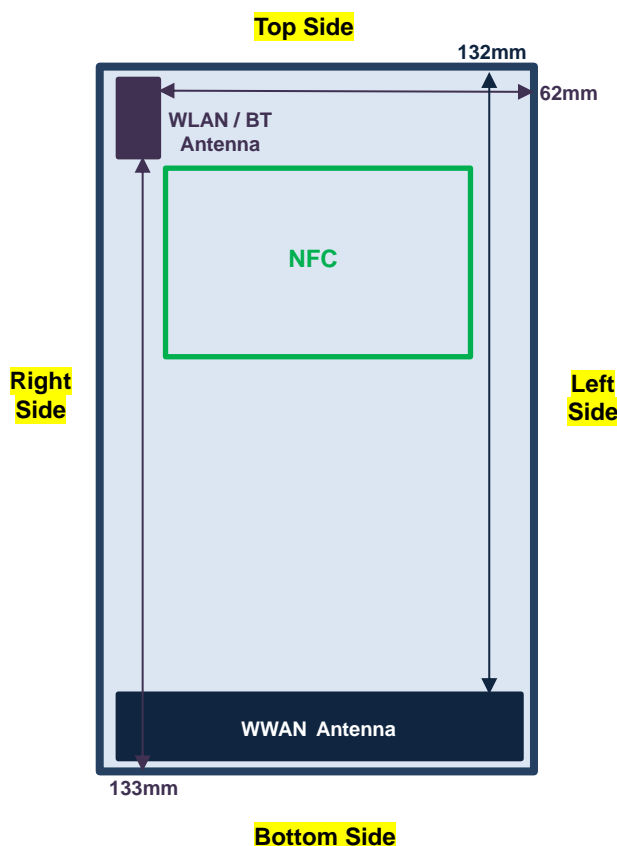 Top Side
132mm
62mm
WLAN / BT
Antenna
NFC
Right
Side
Left
Side
WWAN Antenna
133mm
Bottom Side